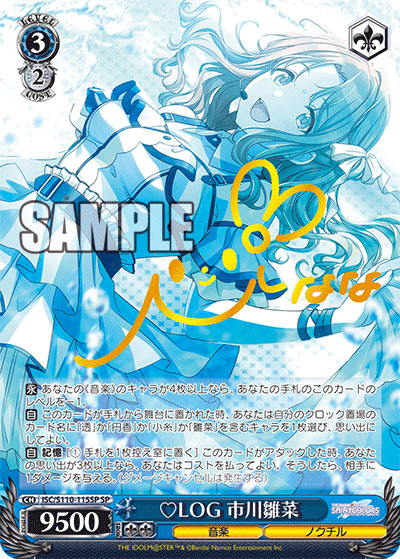 LEVEL
3
2
COST
SAMPLE
ひななな
永 あなたの《音楽》のキャラが4枚以上なら、あなたの手札のこのカードの
レベルを－1。
自 このカードが手札から舞台に置かれた時、あなたは自分のクロック置場の
カード名に「透」か「円香」か「小糸」か「雛菜」を含むキャラを1枚選び、思い出に
してよい。
自 記憶 [① 手札を1枚控え室に置く] このカードがアタックした時、あな
たの思い出が3枚以上なら、あなたはコストを払ってよい。そうしたら、相手に
1ダメージを与える。（ダメージキャンセルは発生する）
ISC/S110-115SP SP
♡LOG 市川雛菜
9500
音楽
ノクチル
SHINYCOLORS
THE IDOLM@STER™＆©Bandai Namco Entertainment Inc.